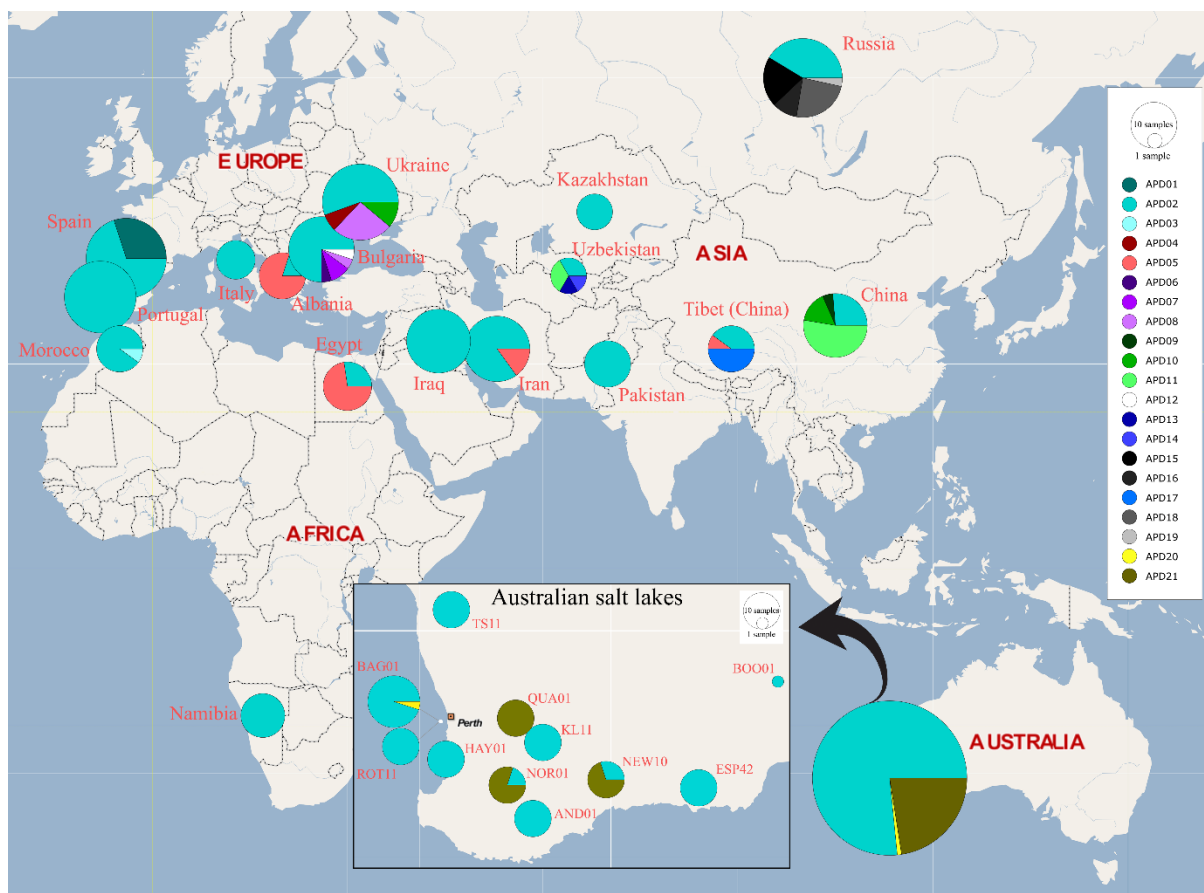 Russia
EUROPE
Ukraine
Kazakhstan
Spain
Uzbekistan
ASIA
Bulgaria
Italy
Albania
China
Tibet (China)
Portugal
Morocco
Egypt
Iraq
Iran
Pakistan
AFRICA
Namibia
AUSTRALIA
10 samples
1 sample
APD01
APD02
APD03
APD04
APD05
APD06
APD07
APD08
APD09
APD10
APD11
APD12
APD13
APD14
APD15
APD16
APD17
APD18
APD19
APD20
APD21
Australian salt lakes
10 samples
1 sample
TS11
BAG01
BOO01
QUA01
Perth
KL11
ROT11
HAY01
NOR01
NEW10
ESP42
AND01